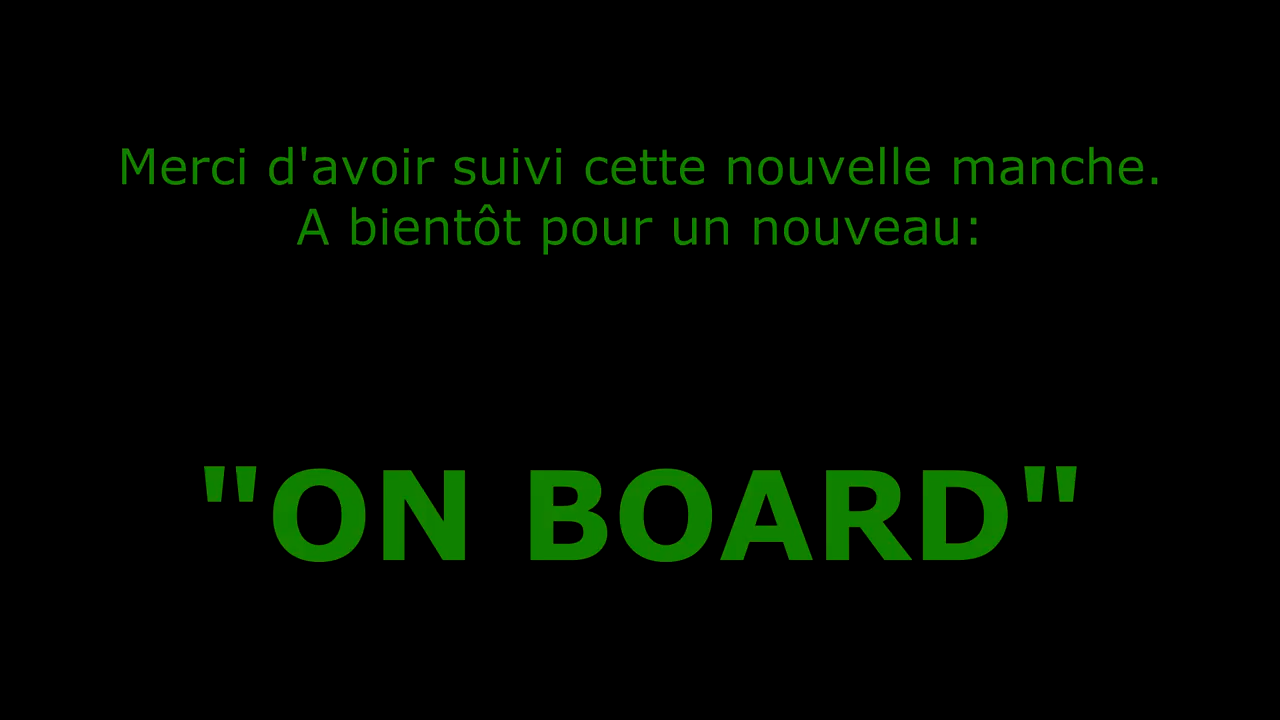 Merci d'avoir suivi cette nouvelle manche.
A bientôt pour un nouveau:
"ON BOARD"